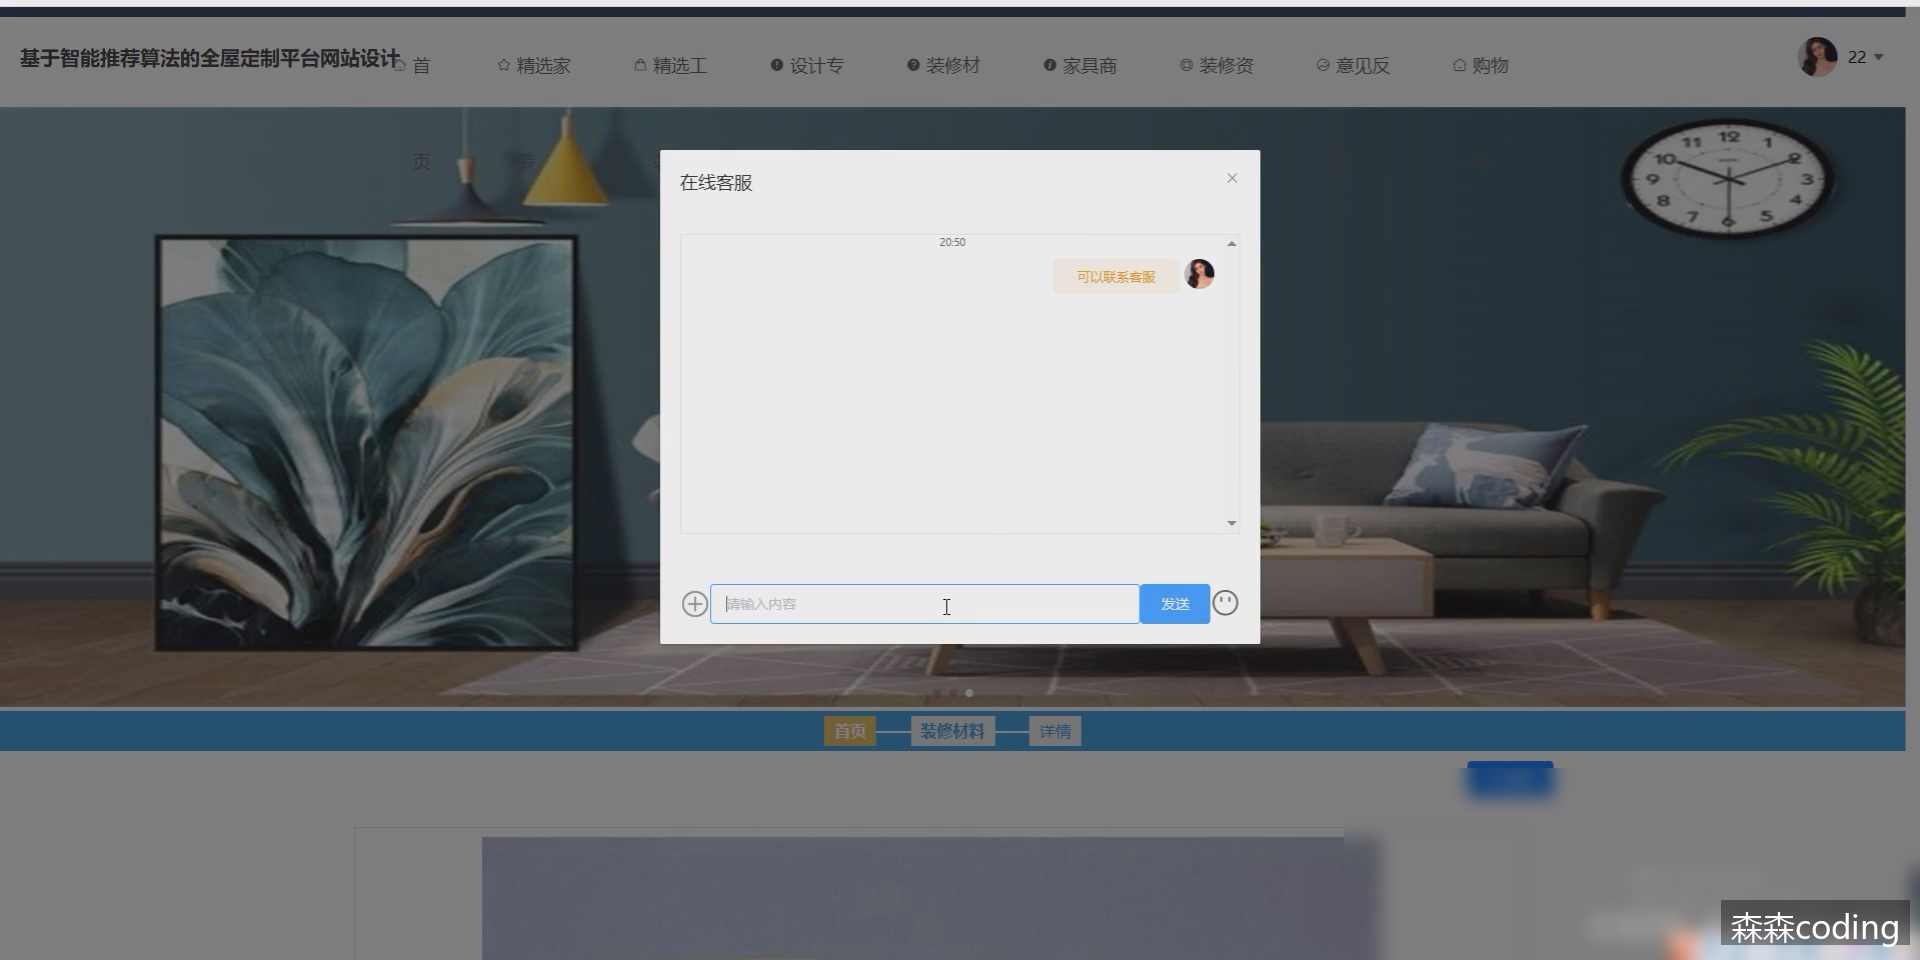 基于智能推荐算法的全屋定制平台网站设计
首 精选家 精选工 设计专 装修材 家具商 装修资 意见反 购物
22
页 装
12
11 1
10 2
9 3
8 4
7 5
6
在线客服
20:50
可以联系客服
请输入内容
发送
首页 装修材料 详情
森森coding